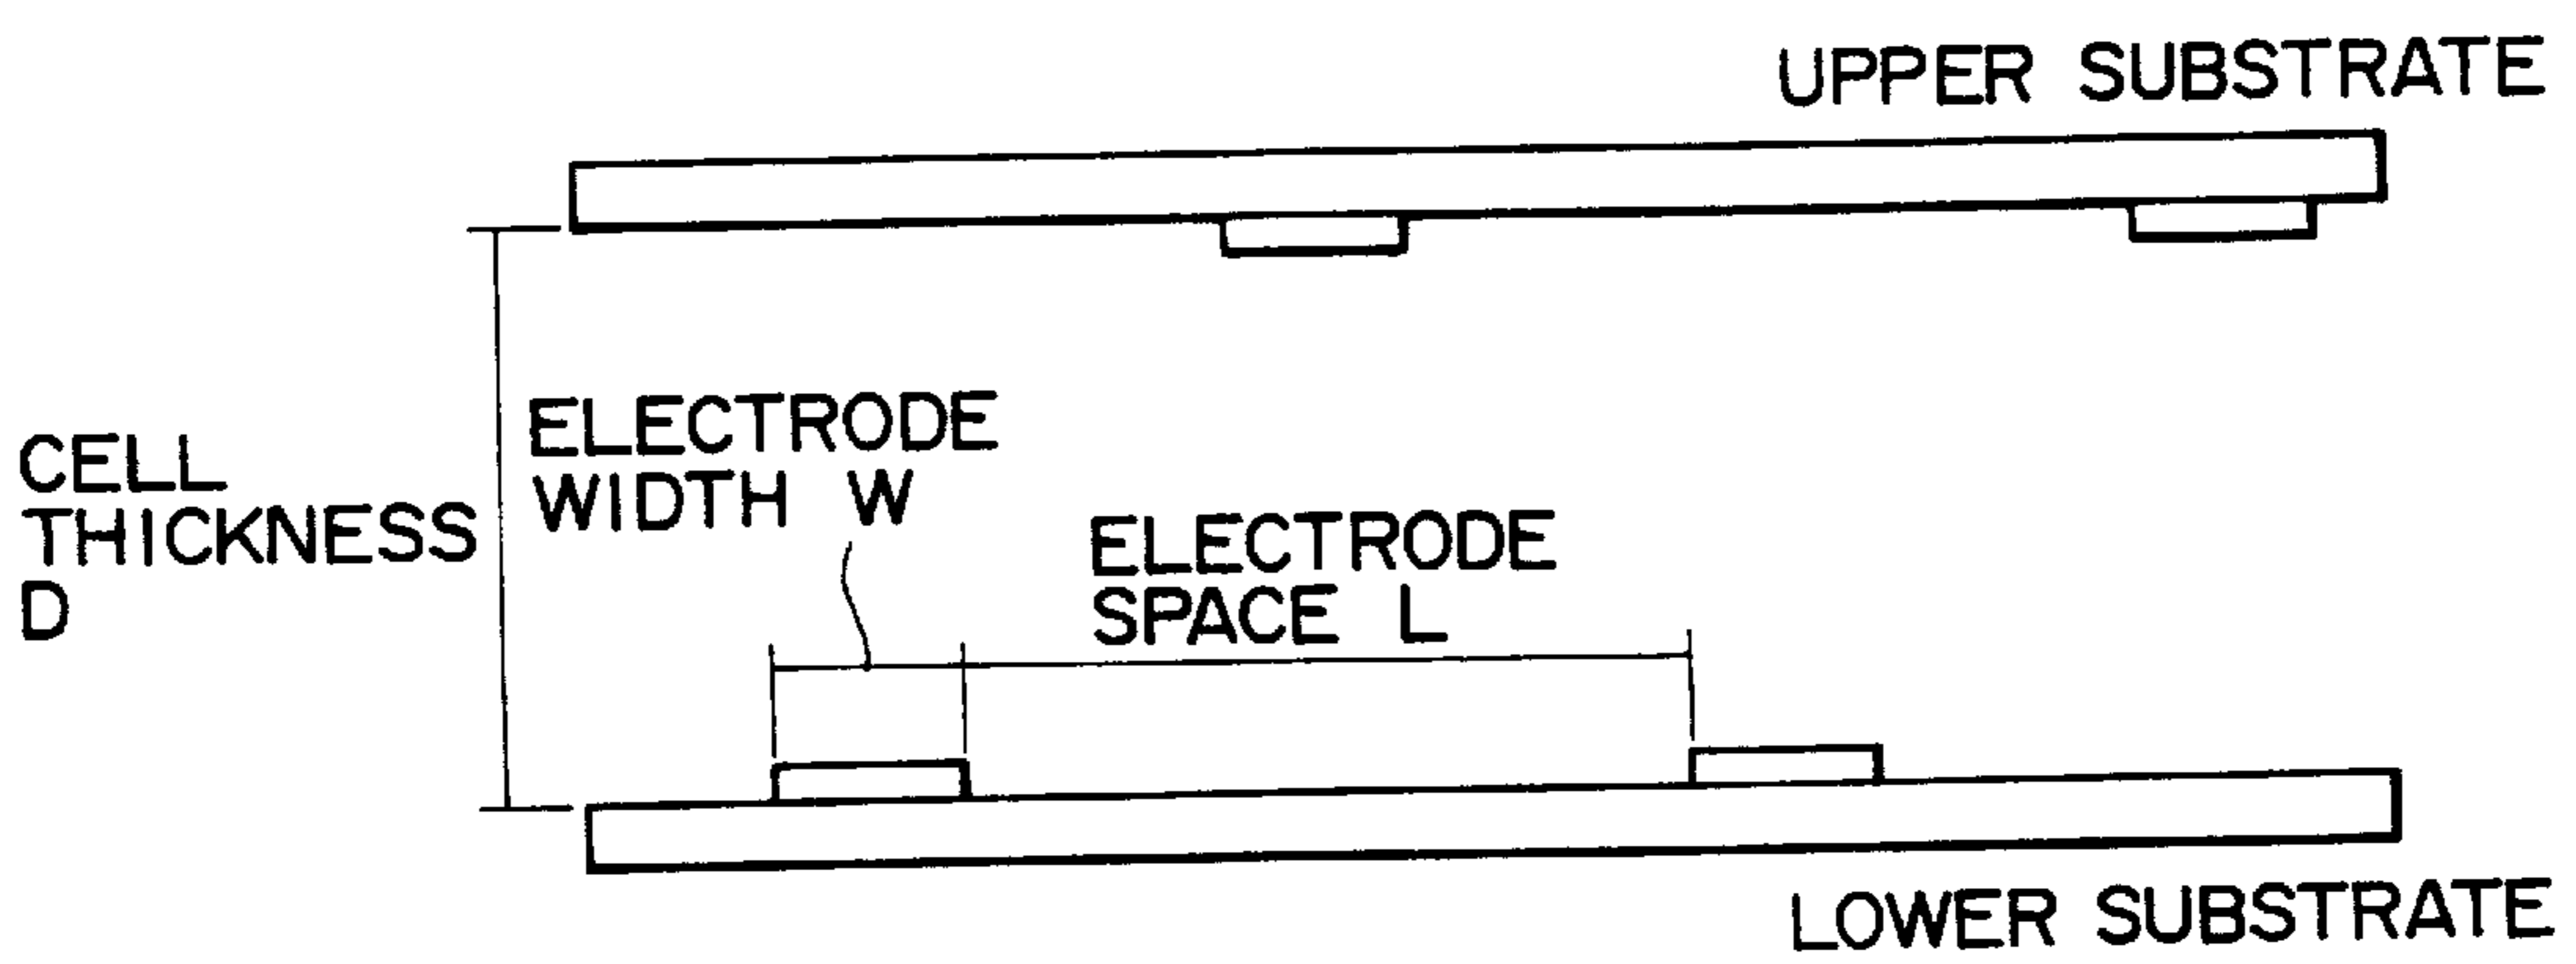 UPPER SUBSTRATE
ELECTRODE
WIDTH W
CELL
THICKNESS
D
ELECTRODE
SPACE L
LOWER SUBSTRATE